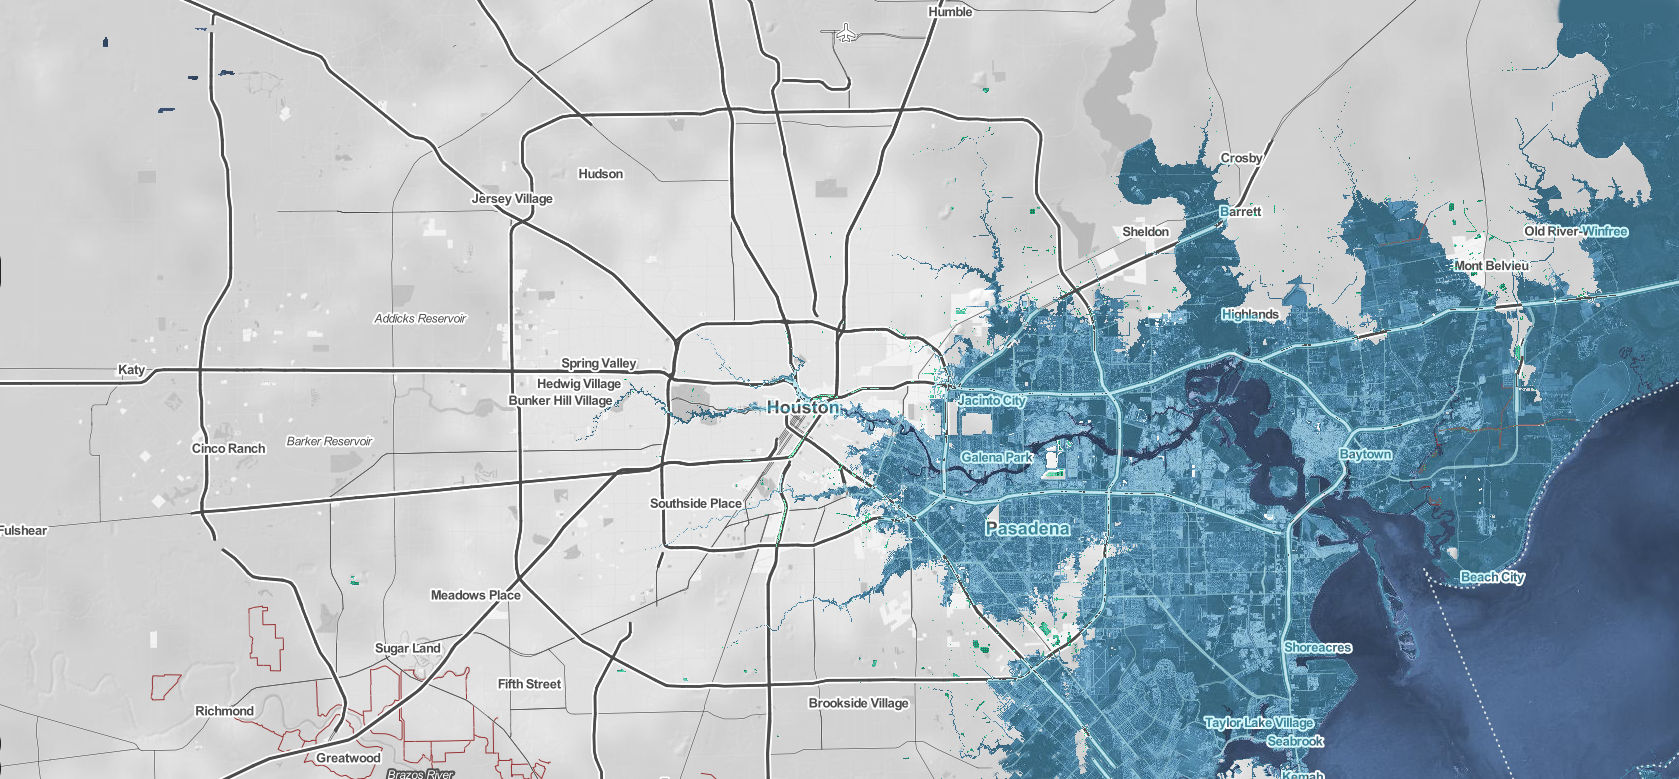 Humble
Crosby
Hudson
Jersey Village
Barrett
Sheldon
Old River-Winfree
Mont Belvieu
Addicks Reservoir
Highlands
Spring Valley
Katy
Hedwig Village
Bunker Hill Village
Jacinto City
Houston
Barker Reservoir
Cinco Ranch
Galena Park
Baytown
Southside Place
Fulshear
Pasadena
Beach City
Meadows Place
Sugar Land
Shoreacres
Fifth Street
Richmond
Brookside Village
Taylor Lake Village
Seabrook
Greatwood
Brazos River
Kemah